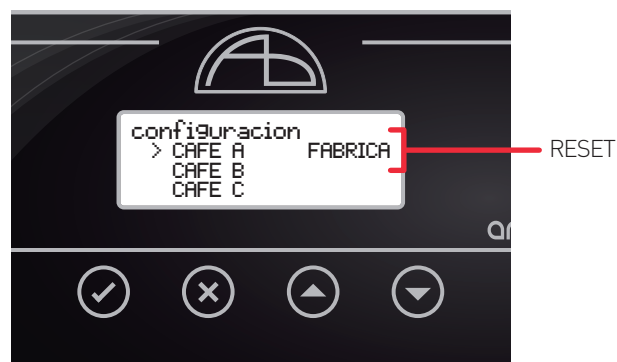 configuracion
> CAFE A FABRICA
CAFE B
CAFE C
RESET